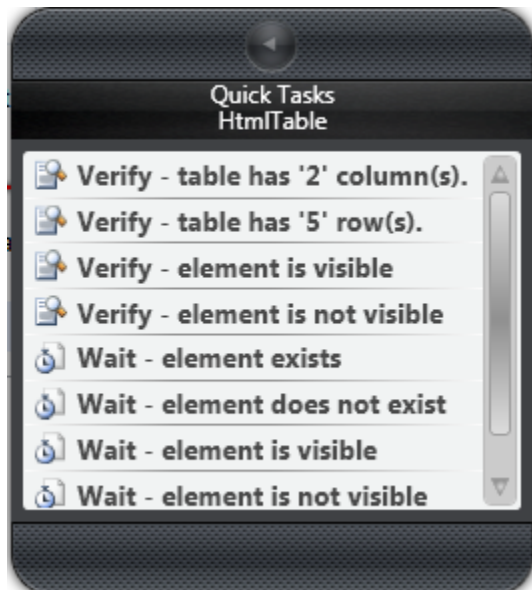 Quick Tasks
HtmlTable
Verify - table has '2' column(s).
Verify - table has '5' row(s).
Verify - element is visible
Verify - element is not visible
Wait - element exists
Wait - element does not exist
Wait - element is visible
Wait - element is not visible